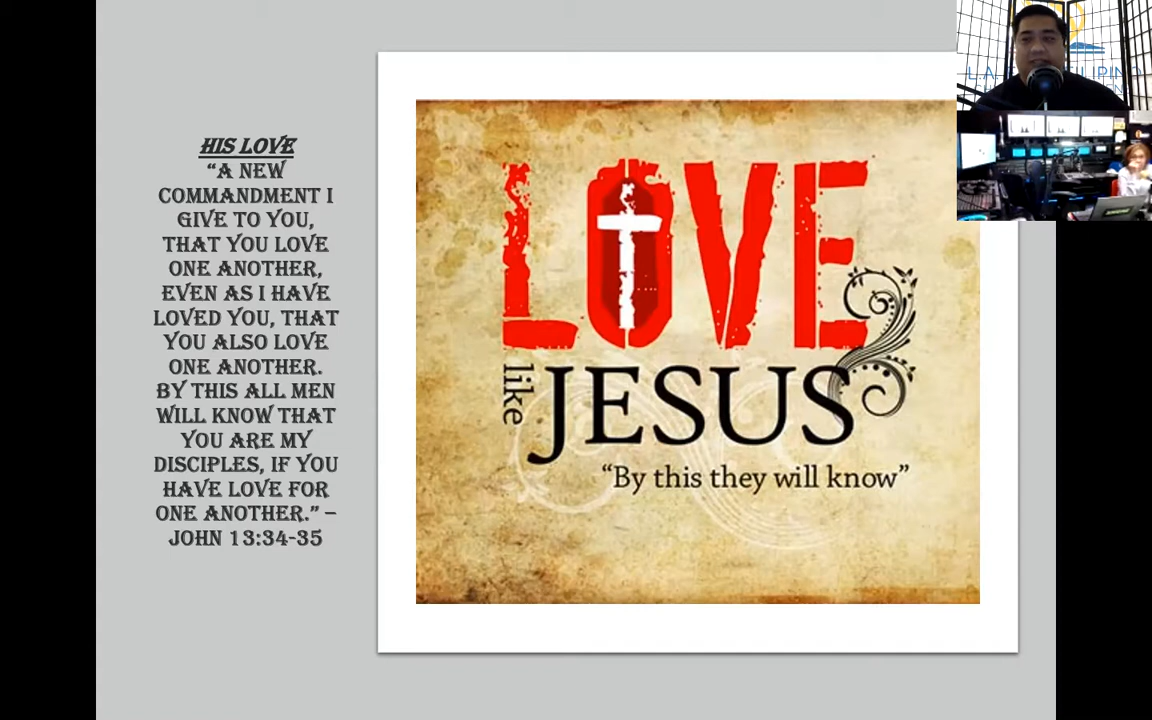 HIS LOVE
“A NEW
COMMANDMENT I
GIVE TO YOU,
THAT YOU LOVE
ONE ANOTHER,
EVEN AS I HAVE
LOVED YOU, THAT
YOU ALSO LOVE
ONE ANOTHER.
BY THIS ALL MEN
WILL KNOW THAT
YOU ARE MY
DISCIPLES, IF YOU
HAVE LOVE FOR
ONE ANOTHER.” –
JOHN 13:34-35
LOVE
like
JESUS
“By this they will know”
L.A.